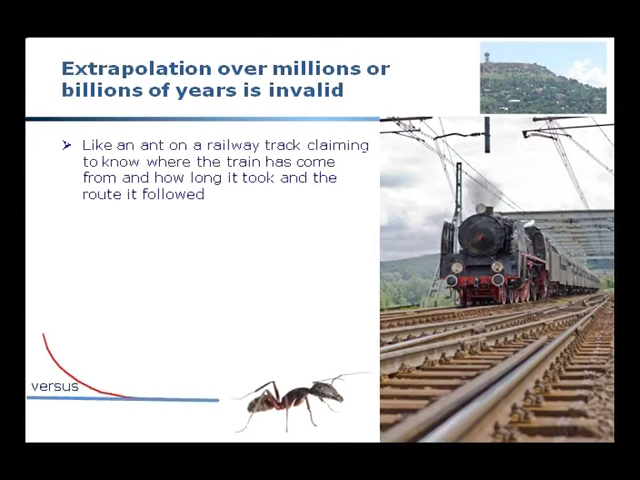 Extrapolation over millions or
billions of years is invalid
➢ Like an ant on a railway track claiming
to know where the train has come
from and how long it took and the
route it followed
versus